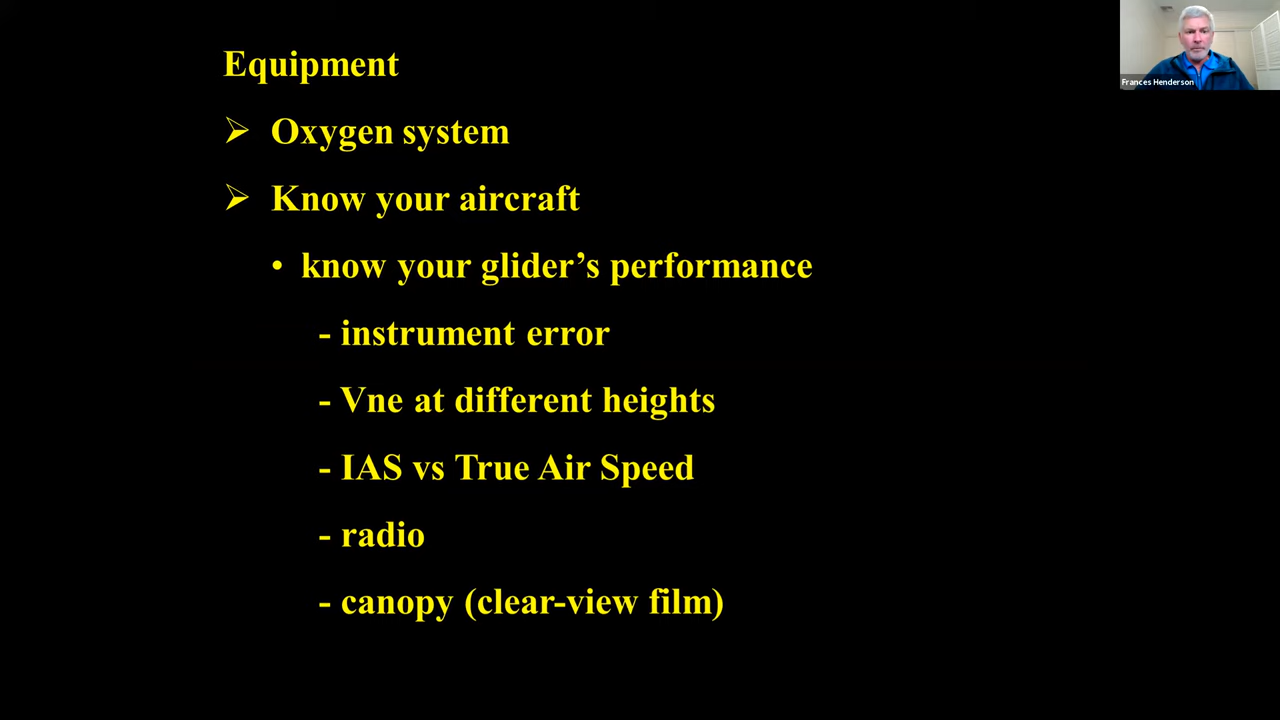 Equipment
➢ Oxygen system
➢ Know your aircraft
• know your glider’s performance
- instrument error
- Vne at different heights
- IAS vs True Air Speed
- radio
- canopy (clear-view film)
Frances Henderson